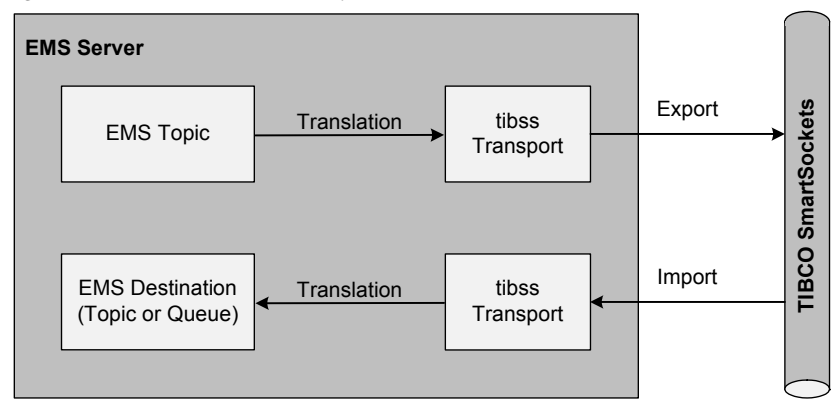 EMS Server
EMS Topic
Translation
tibss
Transport
Export
TIBCO SmartSockets
EMS Destination
(Topic or Queue)
Translation
tibss
Transport
Import